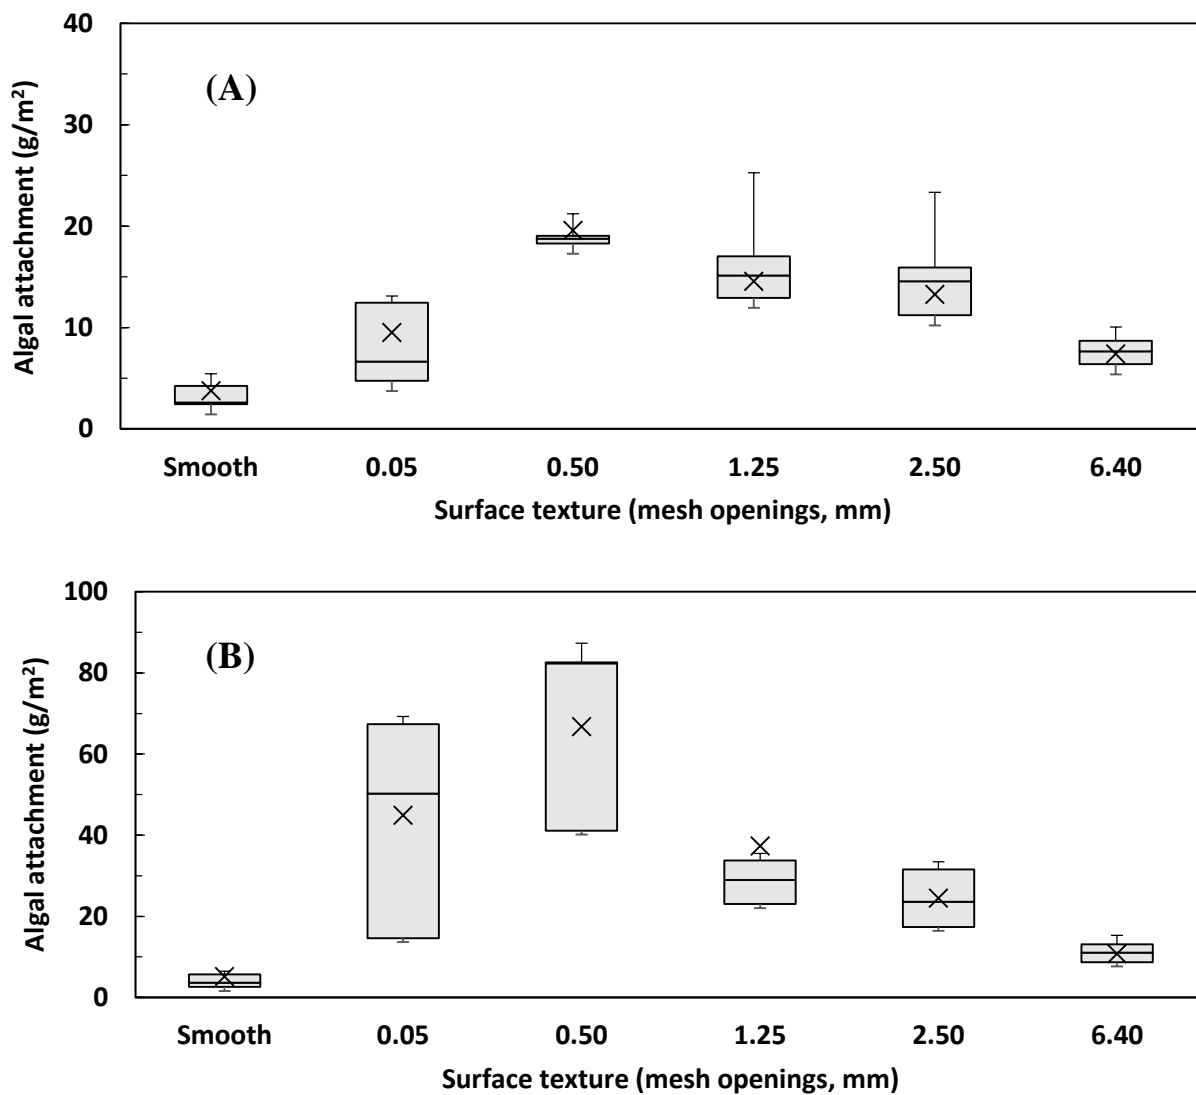 40
(A)
30
20
10
0
Algal attachment (g/m²)
Smooth 0.05 0.50 1.25 2.50 6.40
Surface texture (mesh openings, mm)
100
(B)
80
60
40
20
0
Algal attachment (g/m²)
Smooth 0.05 0.50 1.25 2.50 6.40
Surface texture (mesh openings, mm)